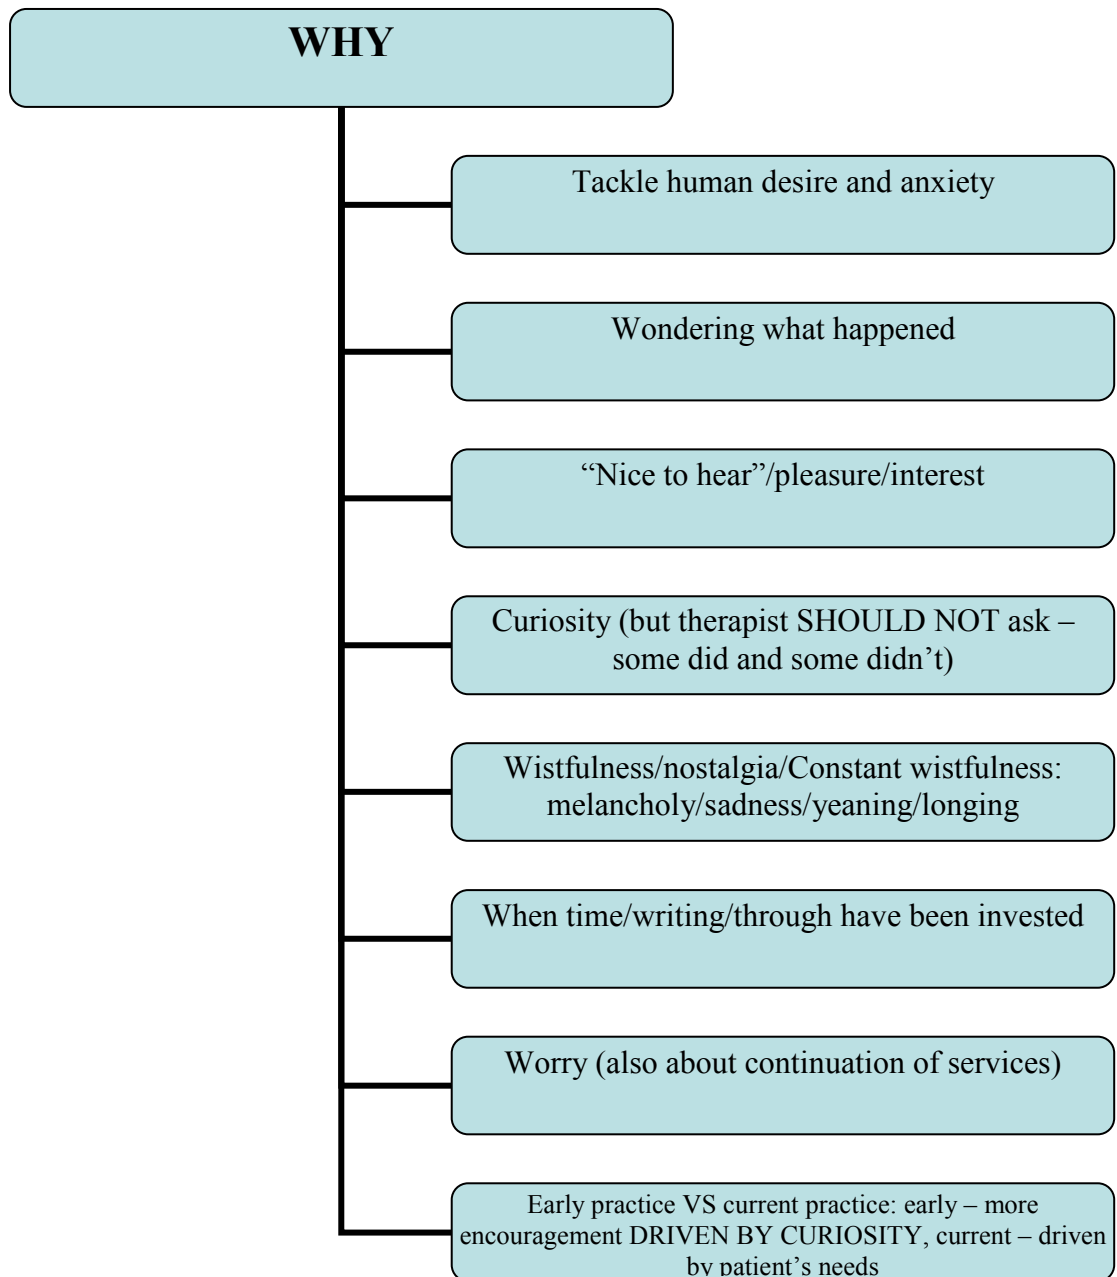 WHY
Tackle human desire and anxiety
Wondering what happened
“Nice to hear”/pleasure/interest
Curiosity (but therapist SHOULD NOT ask –
some did and some didn’t)
Wistfulness/nostalgia/Constant wistfulness:
melancholy/sadness/yeaning/longing
When time/writing/through have been invested
Worry (also about continuation of services)
Early practice VS current practice: early – more
encouragement DRIVEN BY CURIOSITY, current – driven
by patient’s needs